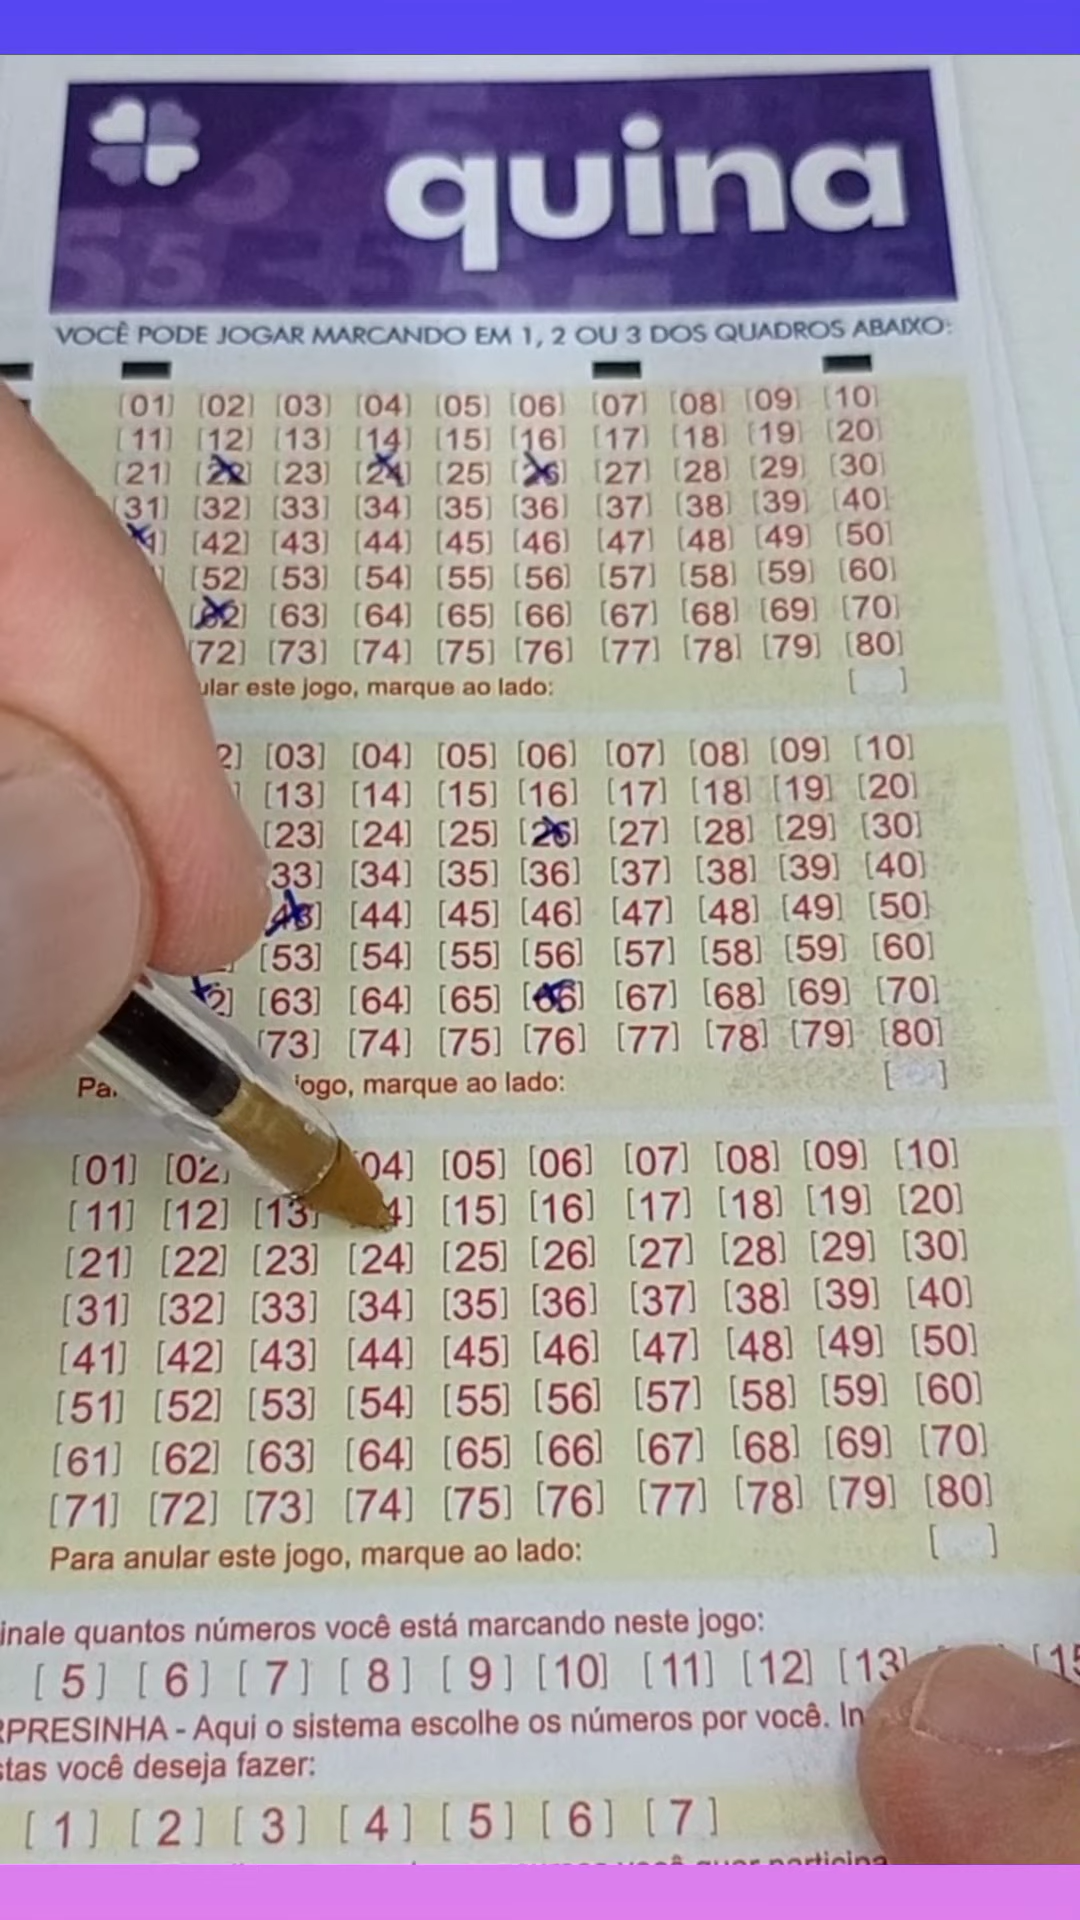 quina
VOCÊ PODE JOGAR MARCANDO EM 1, 2 OU 3 DOS QUADROS ABAIXO:
[01] [02] [03] [04] [05] [06] [07] [08] [09] [10]
[11] [12] [13] [14] [15] [16] [17] [18] [19] [20]
[21] [22] [23] [24] [25] [26] [27] [28] [29] [30]
[31] [32] [33] [34] [35] [36] [37] [38] [39] [40]
1] [42] [43] [44] [45] [46] [47] [48] [49] [50]
[52] [53] [54] [55] [56] [57] [58] [59] [60]
[62] [63] [64] [65] [66] [67] [68] [69] [70]
[72] [73] [74] [75] [76] [77] [78] [79] [80]
ular este jogo, marque ao lado: [ ]
2] [03] [04] [05] [06] [07] [08] [09] [10]
] [13] [14] [15] [16] [17] [18] [19] [20]
[23] [24] [25] [26] [27] [28] [29] [30]
33] [34] [35] [36] [37] [38] [39] [40]
43] [44] [45] [46] [47] [48] [49] [50]
] [53] [54] [55] [56] [57] [58] [59] [60]
2] [63] [64] [65] [66] [67] [68] [69] [70]
[73] [74] [75] [76] [77] [78] [79] [80]
Pa jogo, marque ao lado: [ ]
[01] [02] 04] [05] [06] [07] [08] [09] [10]
[11] [12] [13] 4] [15] [16] [17] [18] [19] [20]
[21] [22] [23] [24] [25] [26] [27] [28] [29] [30]
[31] [32] [33] [34] [35] [36] [37] [38] [39] [40]
[41] [42] [43] [44] [45] [46] [47] [48] [49] [50]
[51] [52] [53] [54] [55] [56] [57] [58] [59] [60]
[61] [62] [63] [64] [65] [66] [67] [68] [69] [70]
[71] [72] [73] [74] [75] [76] [77] [78] [79] [80]
Para anular este jogo, marque ao lado: [ ]
inale quantos números você está marcando neste jogo:
[ 5 ] [ 6 ] [ 7 ] [ 8 ] [ 9 ] [10] [11] [12] [13] [15
RPRESINHA - Aqui o sistema escolhe os números por você. In
stas você deseja fazer:
[ 1 ] [ 2 ] [ 3 ] [ 4 ] [ 5 ] [ 6 ] [ 7 ]